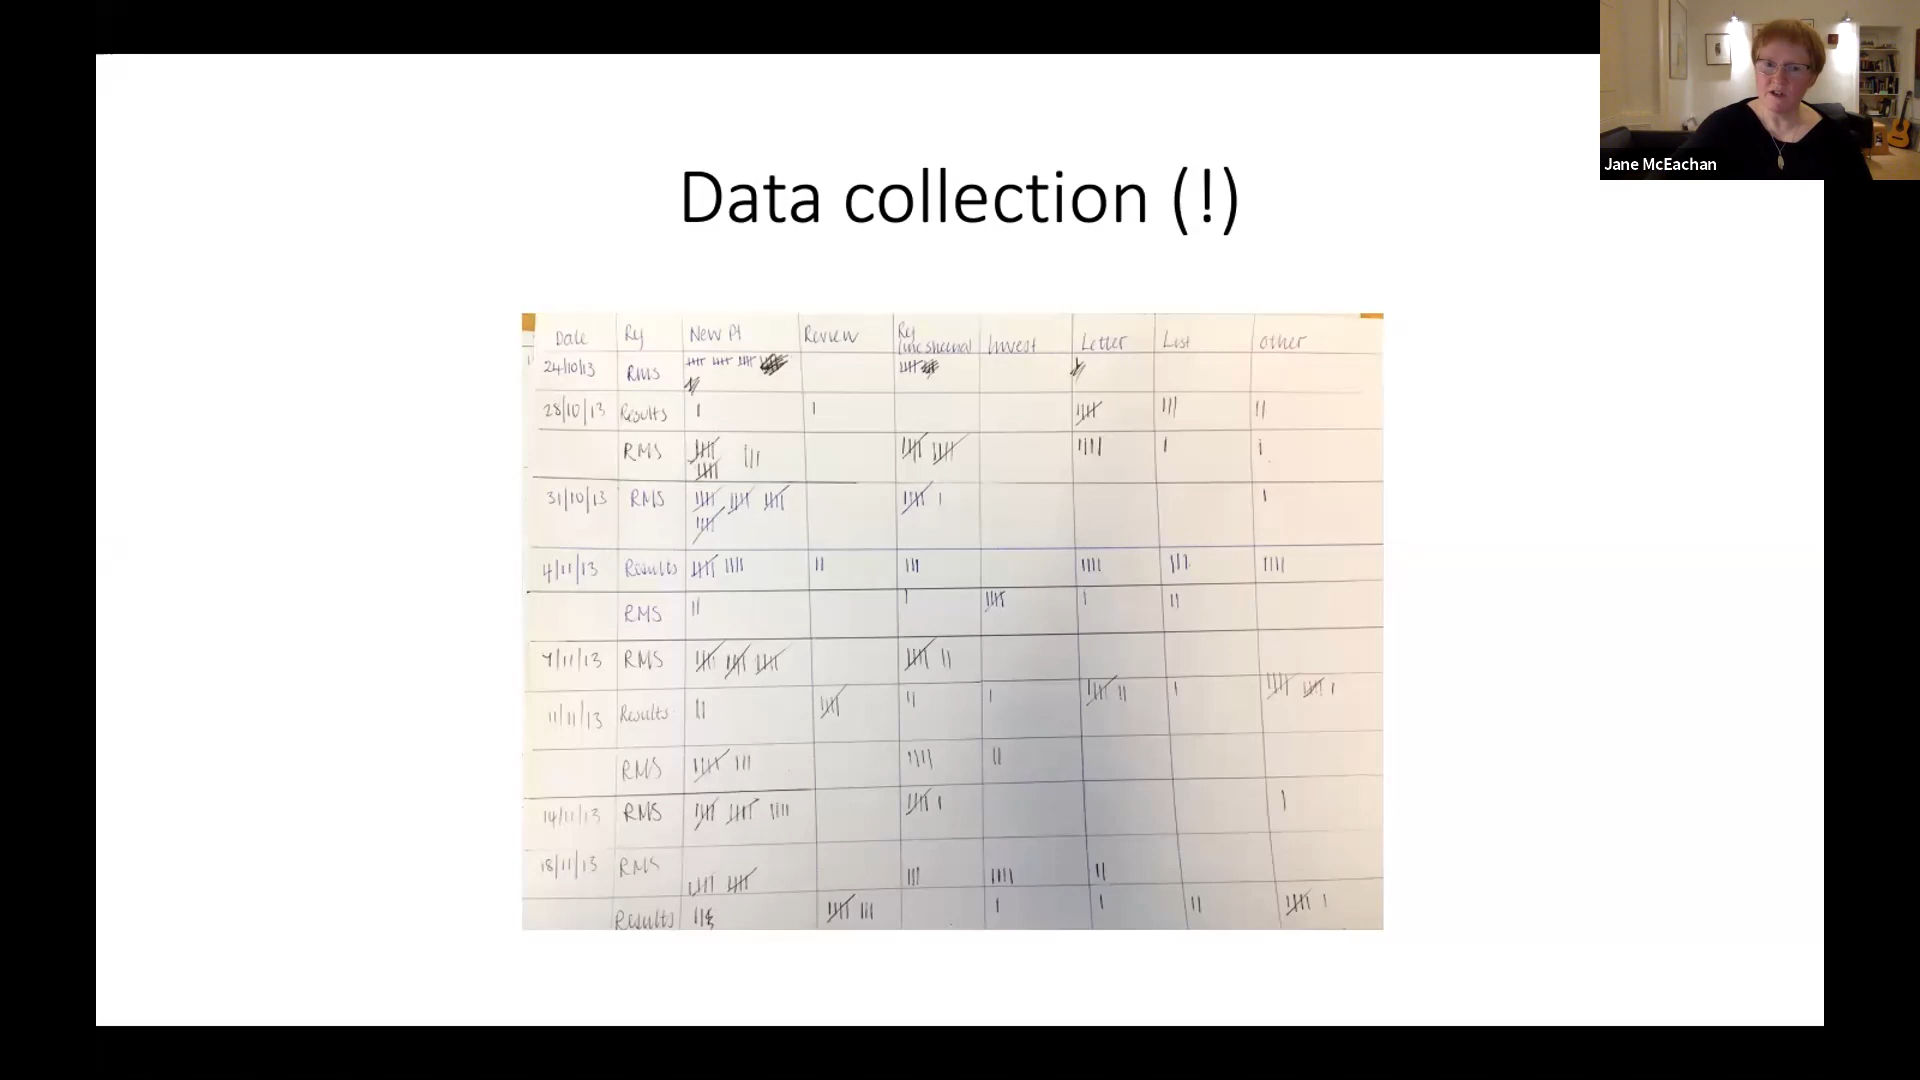 Jane McEachan
Data collection (!)
Date Ry New Pt Review Ry Invest Letter List Other
24/10/13 RMS
28/10/13 Results
RMS
31/10/13 RMS
4/11/13 Results
RMS
7/11/13 RMS
11/11/13 Results
RMS
14/11/13 RMS
18/11/13 RMS
Results